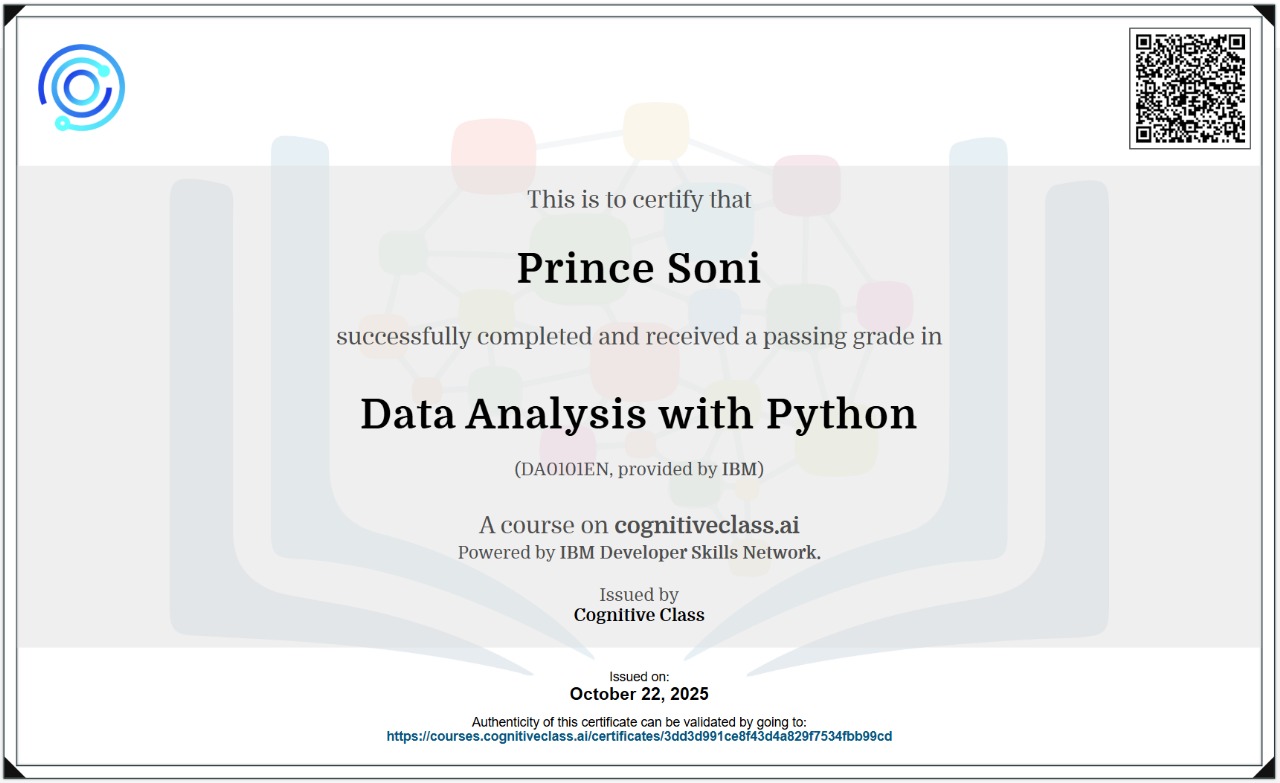 This is to certify that
Prince Soni
successfully completed and received a passing grade in
Data Analysis with Python
(DA0101EN, provided by IBM)
A course on cognitiveclass.ai
Powered by IBM Developer Skills Network.
Issued by
Cognitive Class
Issued on:
October 22, 2025
Authenticity of this certificate can be validated by going to:
https://courses.cognitiveclass.ai/certificates/3dd3d991ce8f43d4a829f7534fbb99cd